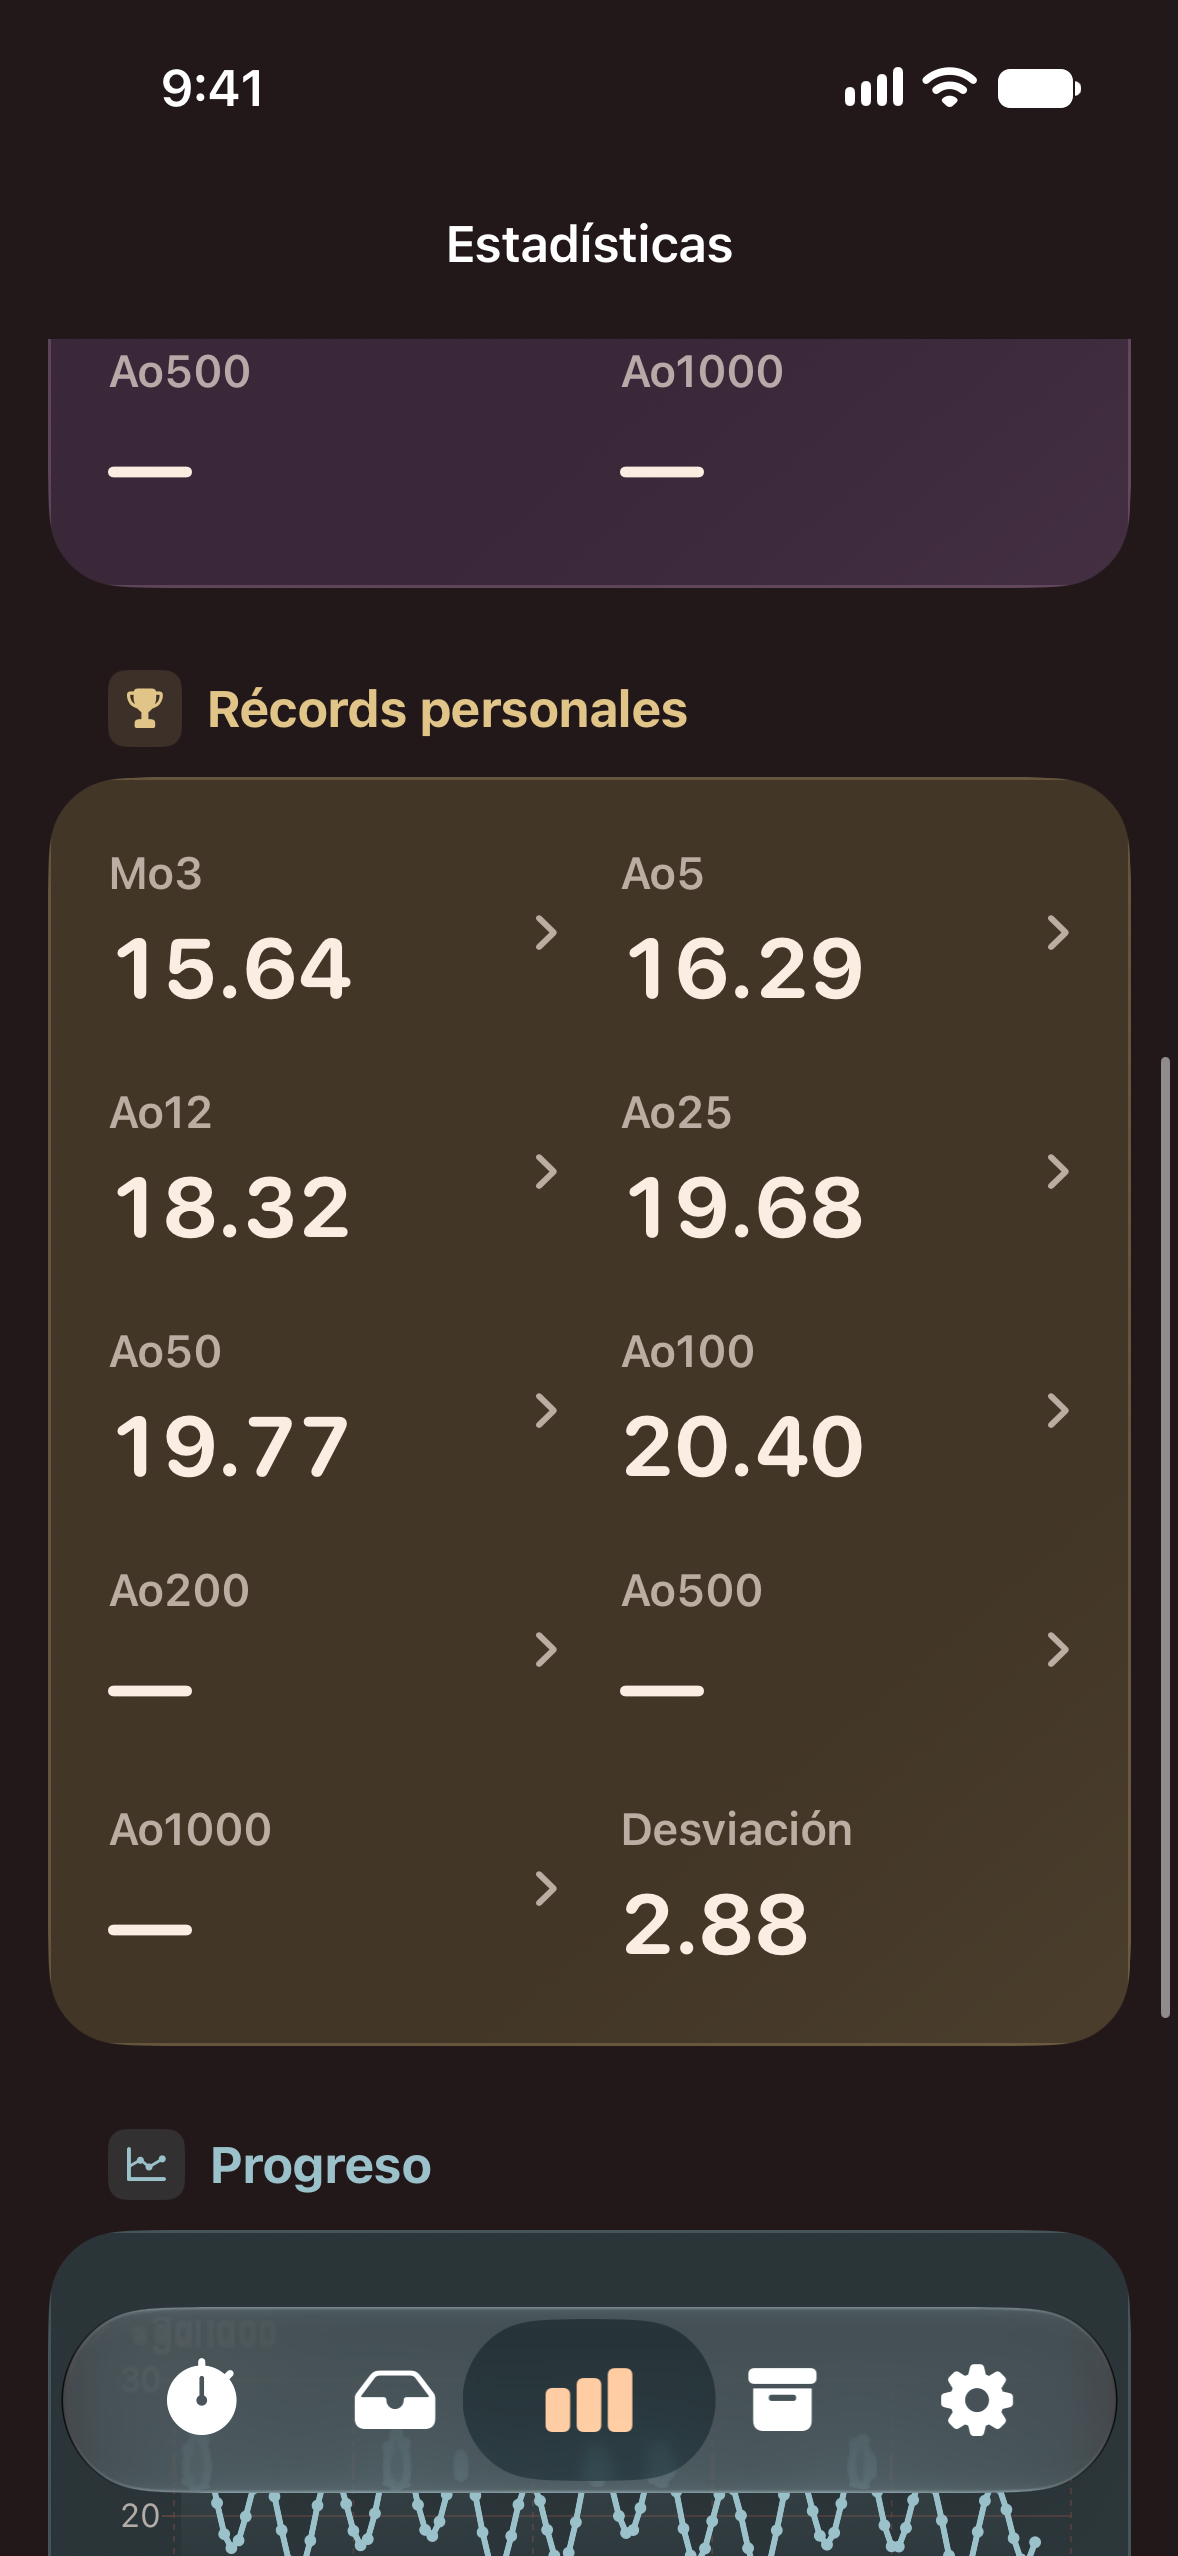 9:41
Estadísticas
Ao500 Ao1000
— —
Récords personales
Mo3 Ao5
15.64 16.29
Ao12 Ao25
18.32 19.68
Ao50 Ao100
19.77 20.40
Ao200 Ao500
— —
Ao1000 Desviación
— 2.88
Progreso
30
20